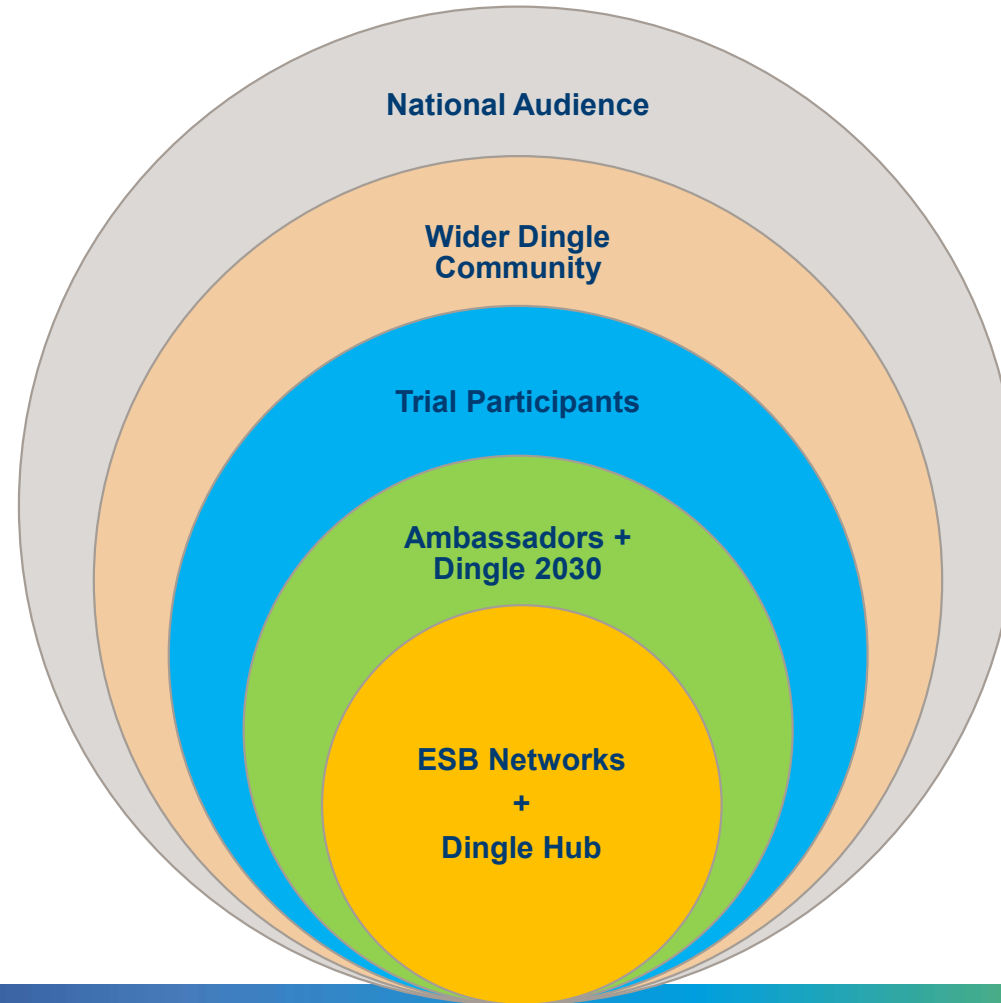 National Audience
Wider Dingle
Community
Trial Participants
Ambassadors +
Dingle 2030
ESB Networks
+
Dingle Hub